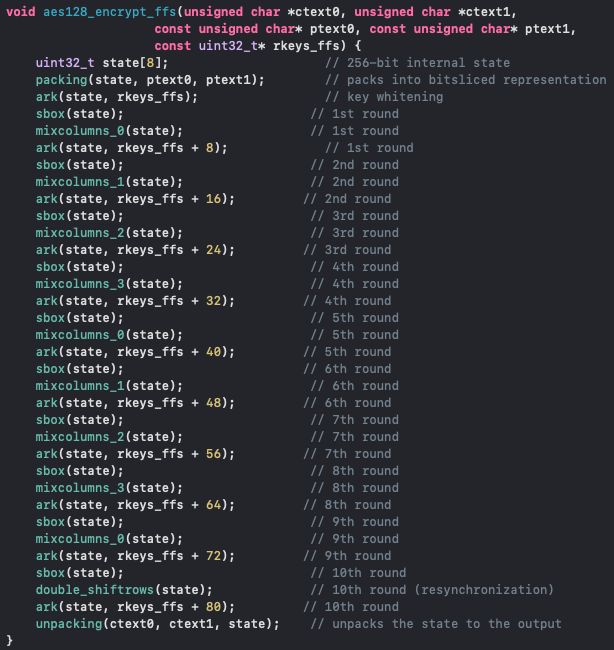 void aes128_encrypt_ffs(unsigned char *ctext0, unsigned char *ctext1,
                    const unsigned char* ptext0, const unsigned char* ptext1,
                    const uint32_t* rkeys_ffs) {
    uint32_t state[8];                     // 256-bit internal state
    packing(state, ptext0, ptext1);        // packs into bitsliced representation
    ark(state, rkeys_ffs);                 // key whitening
    sbox(state);                         // 1st round
    mixcolumns_0(state);                 // 1st round
    ark(state, rkeys_ffs + 8);             // 1st round
    sbox(state);                         // 2nd round
    mixcolumns_1(state);                 // 2nd round
    ark(state, rkeys_ffs + 16);         // 2nd round
    sbox(state);                         // 3rd round
    mixcolumns_2(state);                 // 3rd round
    ark(state, rkeys_ffs + 24);         // 3rd round
    sbox(state);                         // 4th round
    mixcolumns_3(state);                 // 4th round
    ark(state, rkeys_ffs + 32);         // 4th round
    sbox(state);                         // 5th round
    mixcolumns_0(state);                 // 5th round
    ark(state, rkeys_ffs + 40);         // 5th round
    sbox(state);                         // 6th round
    mixcolumns_1(state);                 // 6th round
    ark(state, rkeys_ffs + 48);         // 6th round
    sbox(state);                         // 7th round
    mixcolumns_2(state);                 // 7th round
    ark(state, rkeys_ffs + 56);         // 7th round
    sbox(state);                         // 8th round
    mixcolumns_3(state);                 // 8th round
    ark(state, rkeys_ffs + 64);         // 8th round
    sbox(state);                         // 9th round
    mixcolumns_0(state);                 // 9th round
    ark(state, rkeys_ffs + 72);         // 9th round
    sbox(state);                         // 10th round
    double_shiftrows(state);             // 10th round (resynchronization)
    ark(state, rkeys_ffs + 80);         // 10th round
    unpacking(ctext0, ctext1, state);    // unpacks the state to the output
}